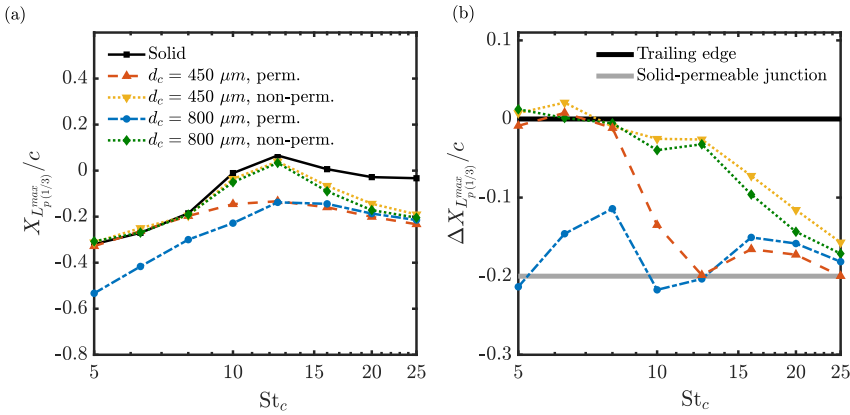 (a)
(b)
Solid
d_c = 450 μm, perm.
d_c = 450 μm, non-perm.
d_c = 800 μm, perm.
d_c = 800 μm, non-perm.
0.4
0.2
0
-0.2
-0.4
-0.6
-0.8
X_{L_{p(1/3)}^{max}}/c
5
10
15
20
25
St_c
Trailing edge
Solid-permeable junction
0.1
0
-0.1
-0.2
-0.3
ΔX_{L_{p(1/3)}^{max}}/c
5
10
15
20
25
St_c